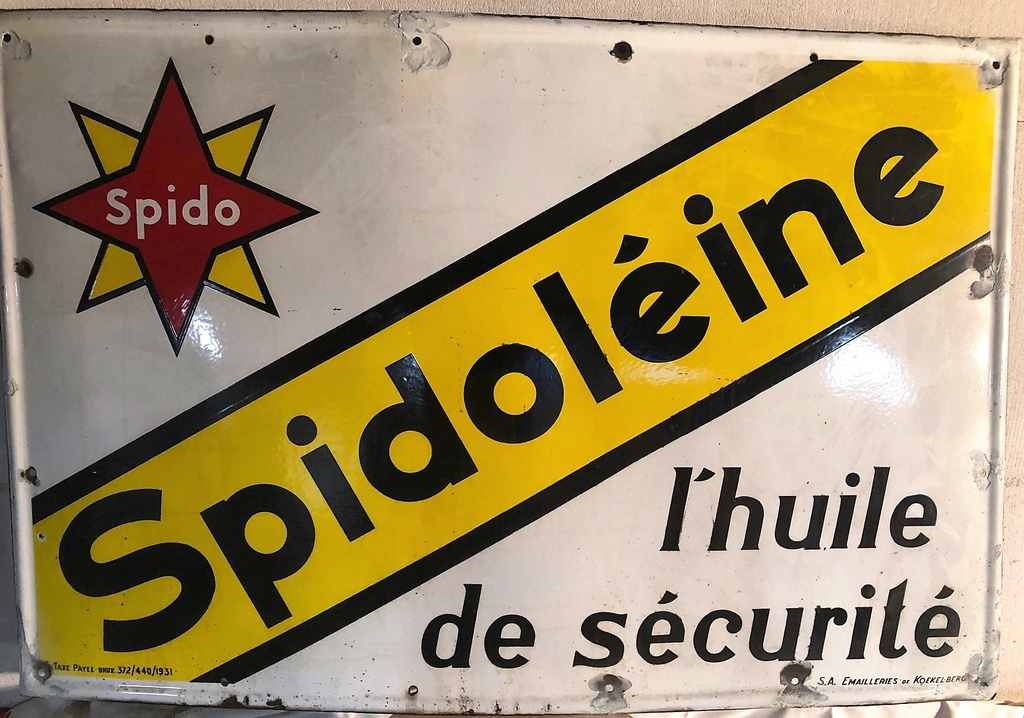 Spido
Spidoléine
l'huile
de sécurité
TAXE PAYÉE BRUX. 372/440/1931.
S.A. EMAILLERIES DE KOEKELBERG